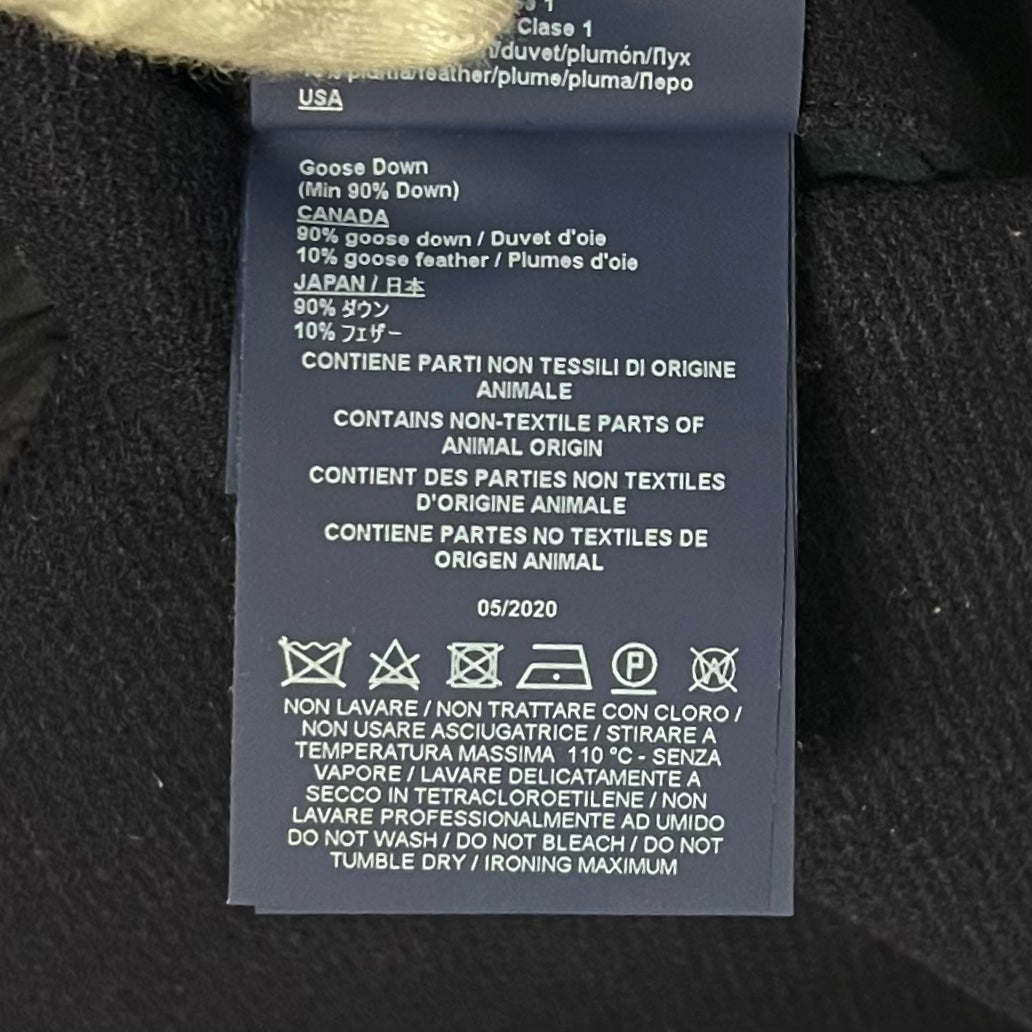 1
Clase 1
/duvet/plumón/Пух
pluma/feather/plume/pluma/Перо
USA
Goose Down
(Min 90% Down)
CANADA
90% goose down / Duvet d'oie
10% goose feather / Plumes d'oie
JAPAN / 日本
90% ダウン
10% フェザー
CONTIENE PARTI NON TESSILI DI ORIGINE
ANIMALE
CONTAINS NON-TEXTILE PARTS OF
ANIMAL ORIGIN
CONTIENT DES PARTIES NON TEXTILES
D'ORIGINE ANIMALE
CONTIENE PARTES NO TEXTILES DE
ORIGEN ANIMAL
05/2020
P W
NON LAVARE / NON TRATTARE CON CLORO /
NON USARE ASCIUGATRICE / STIRARE A
TEMPERATURA MASSIMA 110 °C - SENZA
VAPORE / LAVARE DELICATAMENTE A
SECCO IN TETRACLOROETILENE / NON
LAVARE PROFESSIONALMENTE AD UMIDO
DO NOT WASH / DO NOT BLEACH / DO NOT
TUMBLE DRY / IRONING MAXIMUM